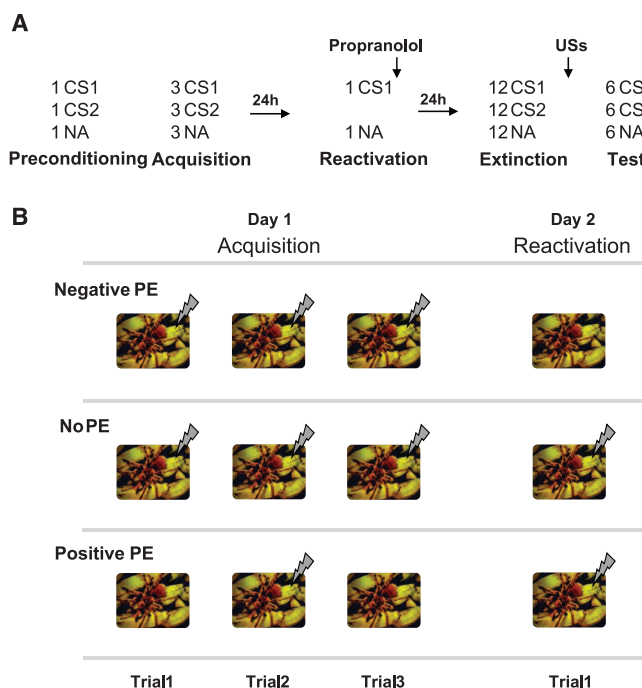 A
Propranolol
USs
1 CS1
3 CS1
1 CS1
12 CS1
6 CS
1 CS2
3 CS2
24h
24h
12 CS2
6 CS
1 NA
3 NA
1 NA
12 NA
6 NA
Preconditioning
Acquisition
Reactivation
Extinction
Test
B
Day 1
Day 2
Acquisition
Reactivation
Negative PE
No PE
Positive PE
Trial1
Trial2
Trial3
Trial1